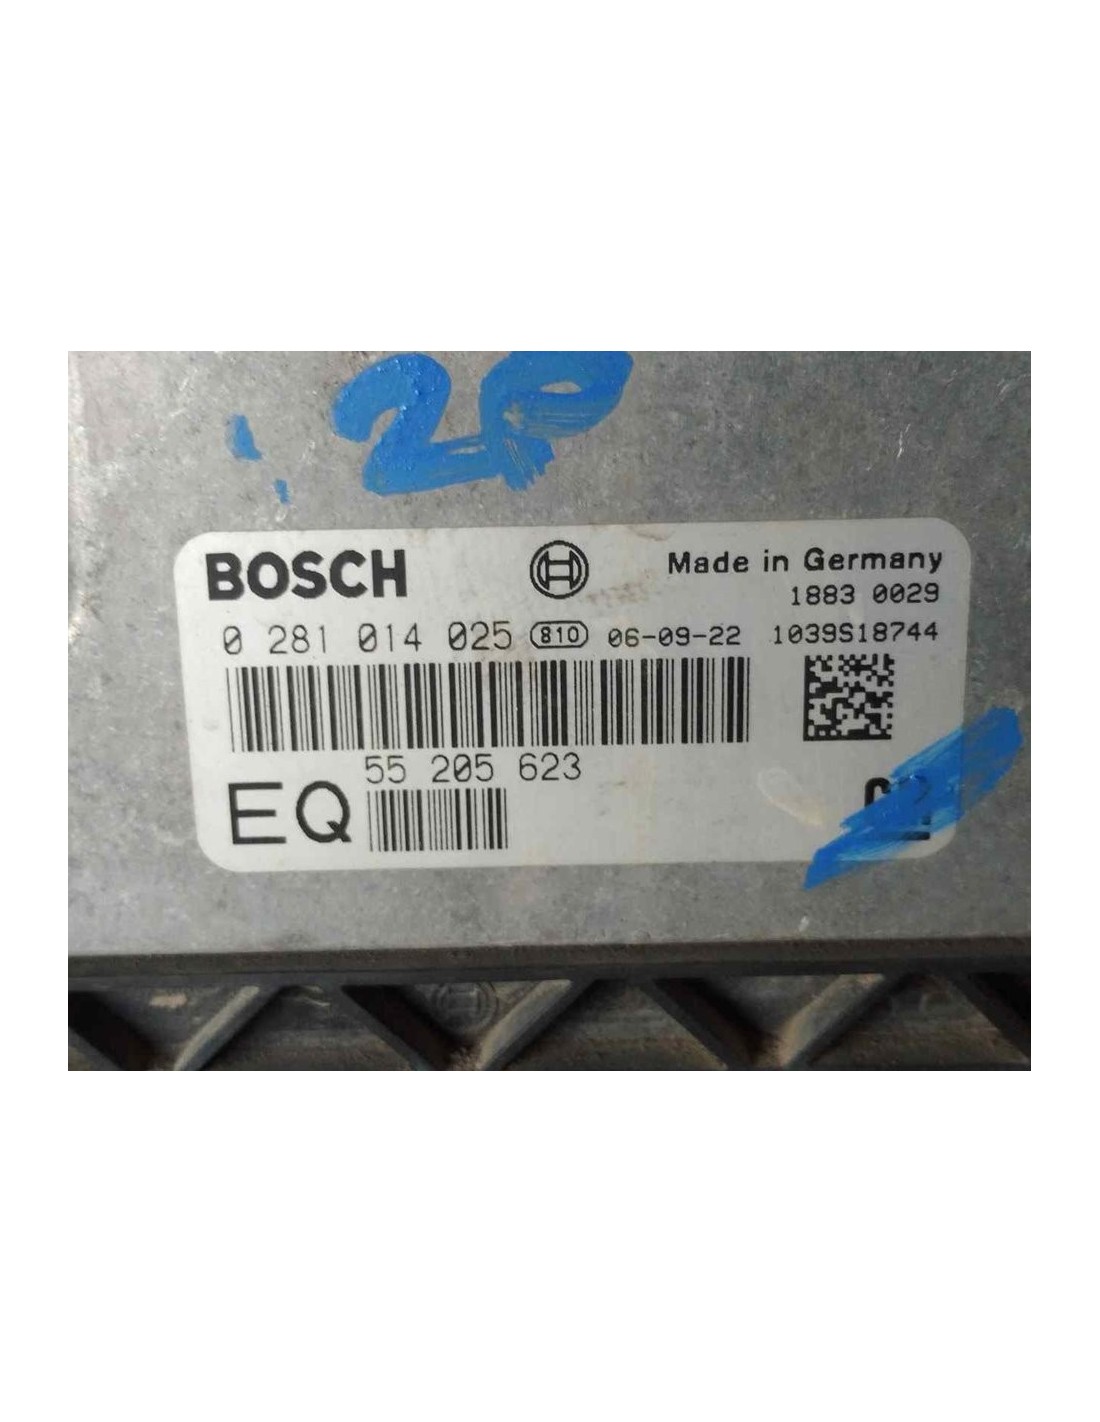 BOSCH
Made in Germany
1883 0029
0 281 014 025 810 06-09-22 1039S18744
55 205 623
EQ